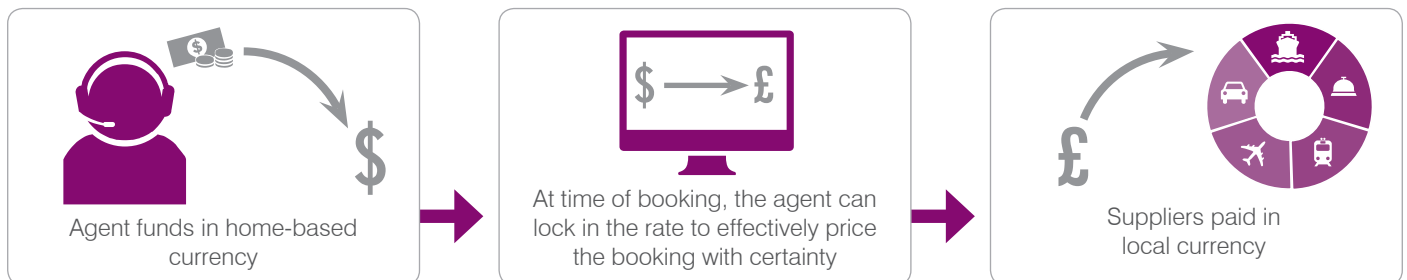 $
$
Agent funds in home-based
currency
$ £
At time of booking, the agent can
lock in the rate to effectively price
the booking with certainty
£
Suppliers paid in
local currency